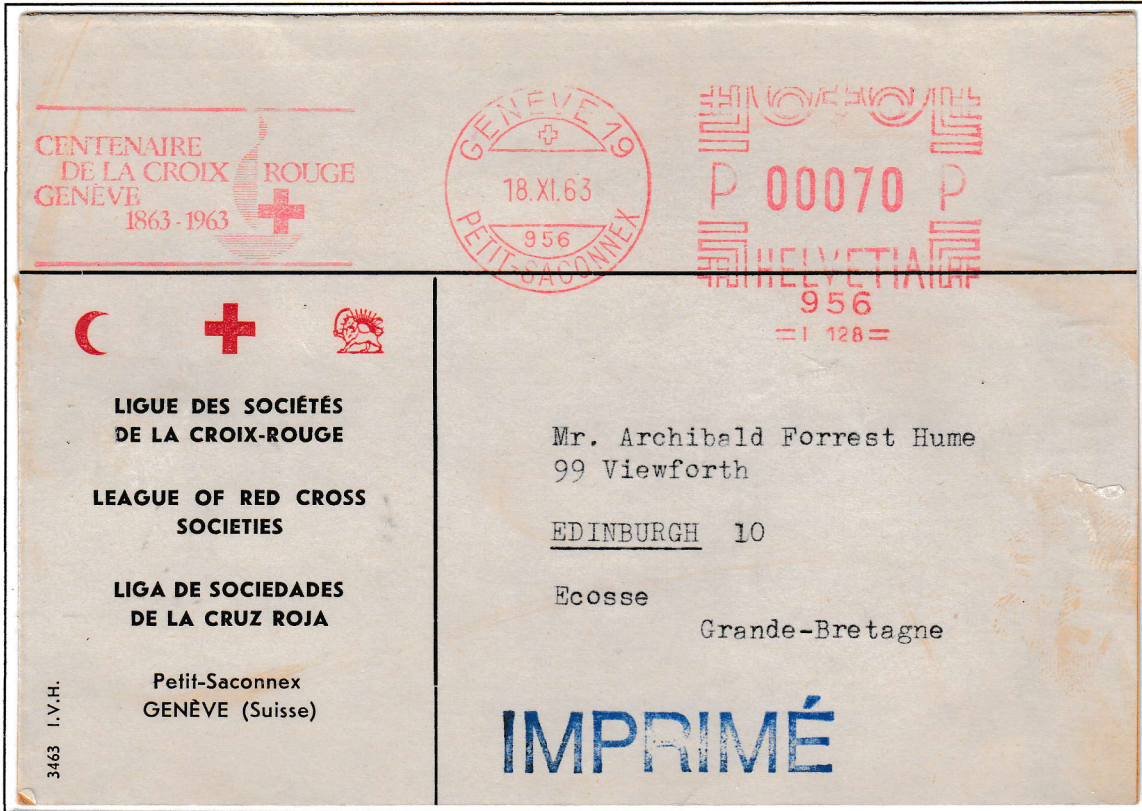 CENTENAIRE
DE LA CROIX ROUGE
GENÈVE
1863-1963
GENÈVE 19
18.XI.63
956
PETIT-SACONNEX
P 00070 P
HELVETIA
956
=I 128=
LIGUE DES SOCIÉTÉS
DE LA CROIX-ROUGE
LEAGUE OF RED CROSS
SOCIETIES
LIGA DE SOCIEDADES
DE LA CRUZ ROJA
Petit-Saconnex
GENÈVE (Suisse)
3463 I.V.H.
Mr. Archibald Forrest Hume
99 Viewforth
EDINBURGH 10
Ecosse
Grande-Bretagne
IMPRIMÉ